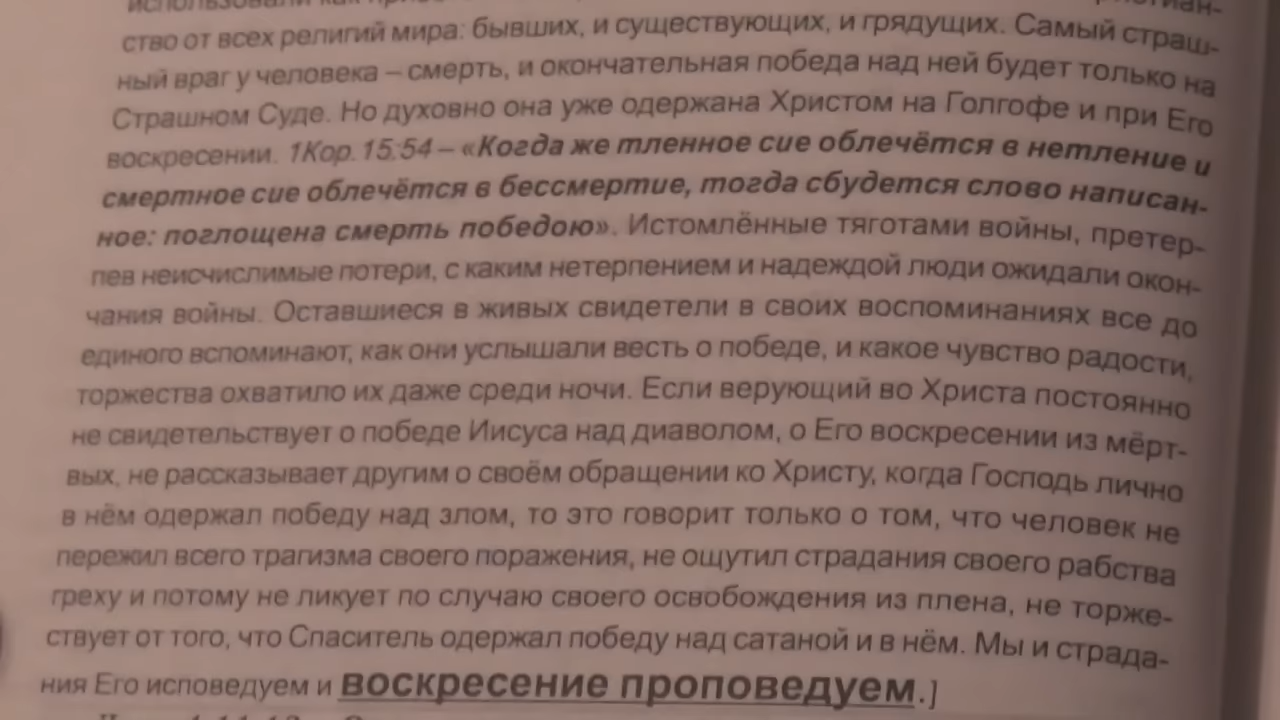 ство от всех религий мира: бывших, и существующих, и грядущих. Самый страш-
ный враг у человека – смерть, и окончательная победа над ней будет только на
Страшном Суде. Но духовно она уже одержана Христом на Голгофе и при Его
воскресении. 1Кор. 15:54 – «Когда же тленное сие облечётся в нетление и
смертное сие облечётся в бессмертие, тогда сбудется слово написан-
ное: поглощена смерть победою». Истомлённые тяготами войны, претер-
пев неисчислимые потери, с каким нетерпением и надеждой люди ожидали окон-
чания войны. Оставшиеся в живых свидетели в своих воспоминаниях все до
единого вспоминают, как они услышали весть о победе, и какое чувство радости,
торжества охватило их даже среди ночи. Если верующий во Христа постоянно
не свидетельствует о победе Иисуса над диаволом, о Его воскресении из мёрт-
вых, не рассказывает другим о своём обращении ко Христу, когда Господь лично
в нём одержал победу над злом, то это говорит только о том, что человек не
пережил всего трагизма своего поражения, не ощутил страдания своего рабства
греху и потому не ликует по случаю своего освобождения из плена, не торже-
ствует от того, что Спаситель одержал победу над сатаной и в нём. Мы и страда-
ния Его исповедуем и воскресение проповедуем.]